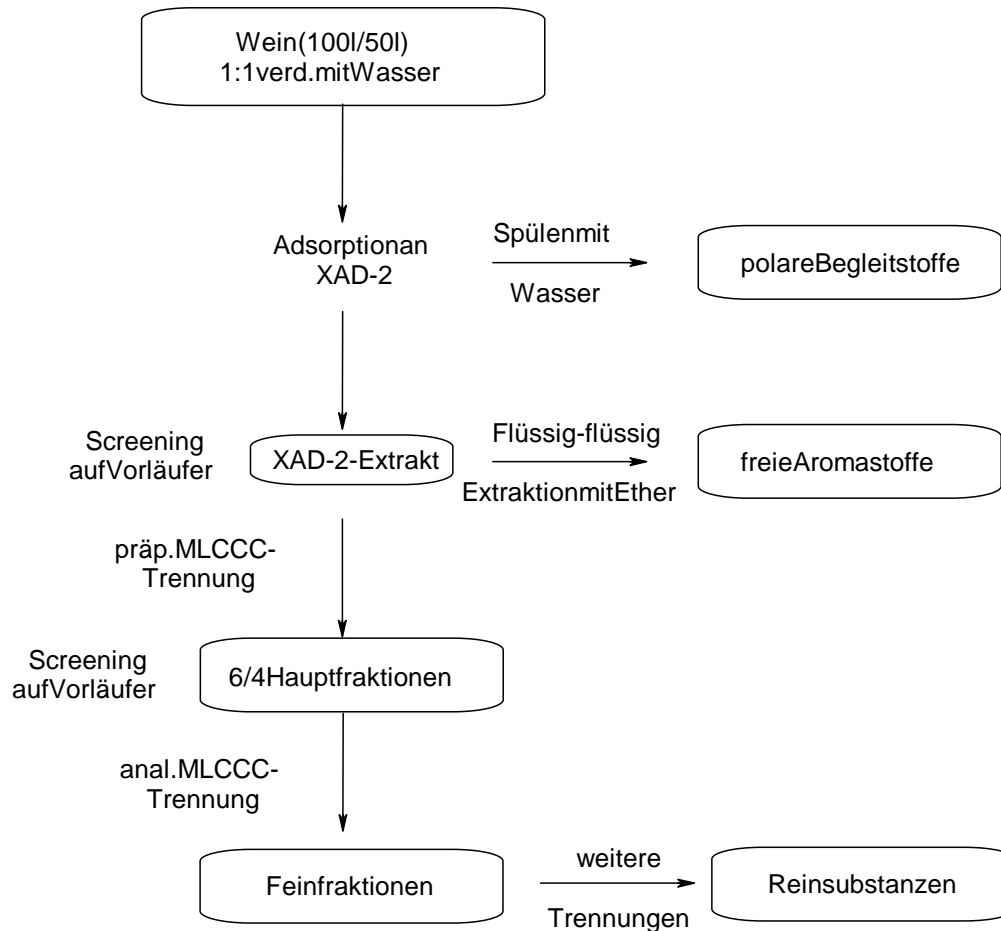 Wein(100l/50l)
1:1verd.mitWasser
Adsorptionan
XAD-2
Spülenmit
Wasser
polareBegleitstoffe
Screening
aufVorläufer
XAD-2-Extrakt
Flüssig-flüssig
ExtraktionmitEther
freieAromastoffe
präp.MLCCC-
Trennung
Screening
aufVorläufer
6/4Hauptfraktionen
anal.MLCCC-
Trennung
Feinfraktionen
weitere
Trennungen
Reinsubstanzen